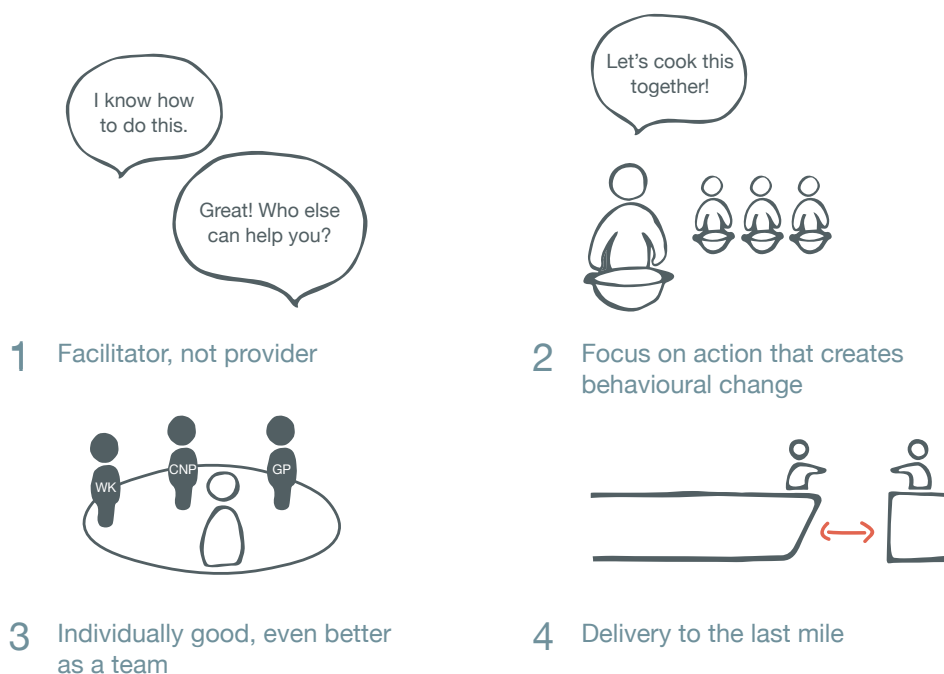 I know how
to do this.
Great! Who else
can help you?
1 Facilitator, not provider
Let’s cook this
together!
2 Focus on action that creates
behavioural change
WK
CNP
GP
3 Individually good, even better
as a team
4 Delivery to the last mile